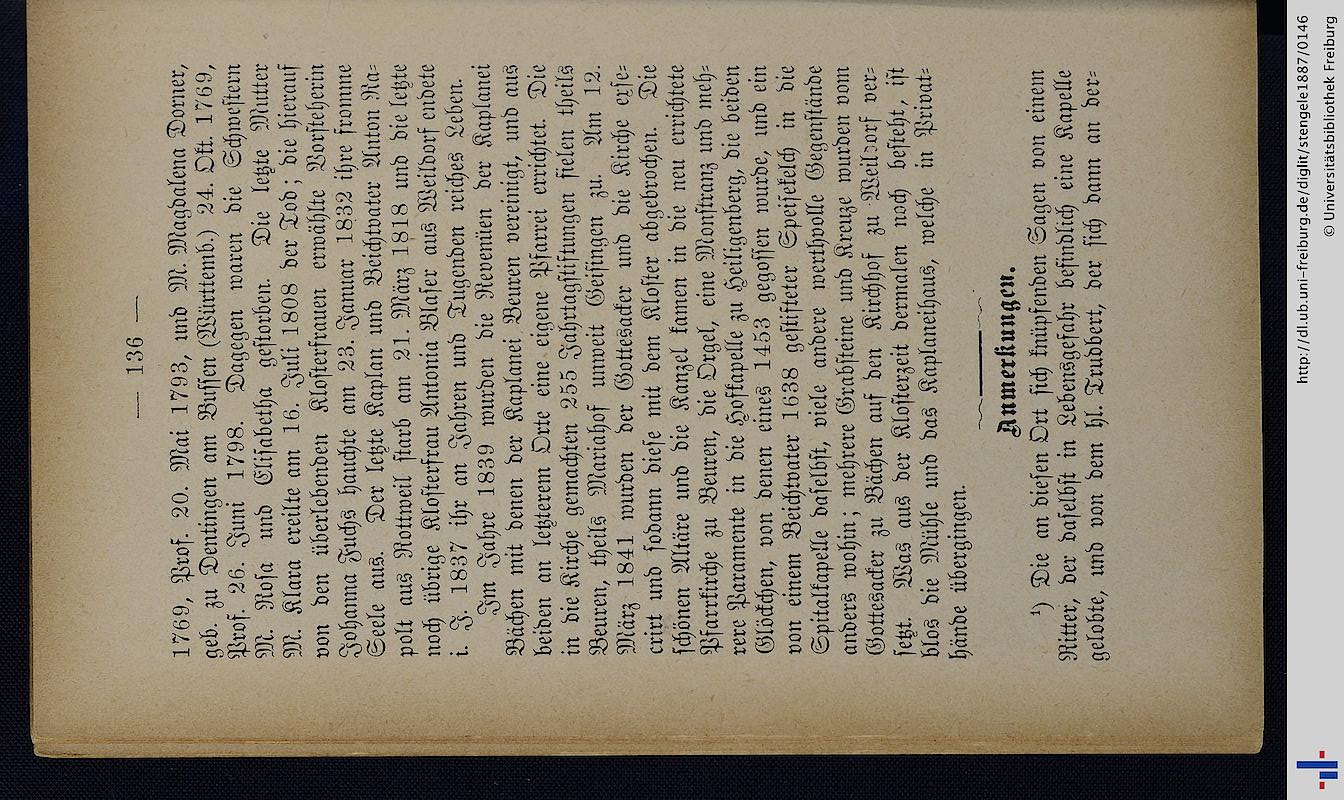 — 136 —
1769, Prof. 20. Mai 1793, und M. Magdalena Dorner,
geb. zu Dentingen am Bussen (Württemb.) 24. Okt. 1769,
Prof. 26. Juni 1798. Dagegen waren die Schwestern
M. Rosa und Elisabetha gestorben. Die letzte Mutter
M. Klara ereilte am 16. Juli 1808 der Tod; die hierauf
von den überlebenden Klosterfrauen erwählte Vorsteherin
Johanna Fuchs hauchte am 23. Januar 1832 ihre fromme
Seele aus. Der letzte Kaplan und Beichtvater Anton Ra-
polt aus Rottweil starb am 21. März 1818 und die letzte
noch übrige Klosterfrau Antonia Blaser aus Weildorf endete
i. J. 1837 ihr an Jahren und Tugenden reiches Leben.
Im Jahre 1839 wurden die Revenüen der Kaplanei
Bächen mit denen der Kaplanei Beuren vereinigt, und aus
beiden an letzterem Orte eine eigene Pfarrei errichtet. Die
in die Kirche gemachten 255 Jahrtagstiftungen fielen theils
Beuren, theils Mariahof unweit Geisingen zu. Am 12.
März 1841 wurden der Gottesacker und die Kirche exse-
crirt und sodann diese mit dem Kloster abgebrochen. Die
schönen Altäre und die Kanzel kamen in die neu errichtete
Pfarrkirche zu Beuren, die Orgel, eine Monstranz und meh-
rere Paramente in die Hofkapelle zu Heiligenberg, die beiden
Glöckchen, von denen eines 1453 gegossen wurde, und ein
von einem Beichtvater 1638 gestifteter Speisekelch in die
Spitalkapelle daselbst, viele andere werthvolle Gegenstände
anders wohin; mehrere Grabsteine und Kreuze wurden vom
Gottesacker zu Bächen auf den Kirchhof zu Weildorf ver-
setzt. Was aus der Klosterzeit dermalen noch besteht, ist
blos die Mühle und das Kaplaneihaus, welche in Privat-
hände übergingen.
Anmerkungen.
¹) Die an diesen Ort sich knüpfenden Sagen von einem
Ritter, der daselbst in Lebensgefahr befindlich eine Kapelle
gelobte, und von dem hl. Trudbert, der sich dann an der-
http://dl.ub.uni-freiburg.de/diglit/stengele1887/0146
© Universitätsbibliothek Freiburg